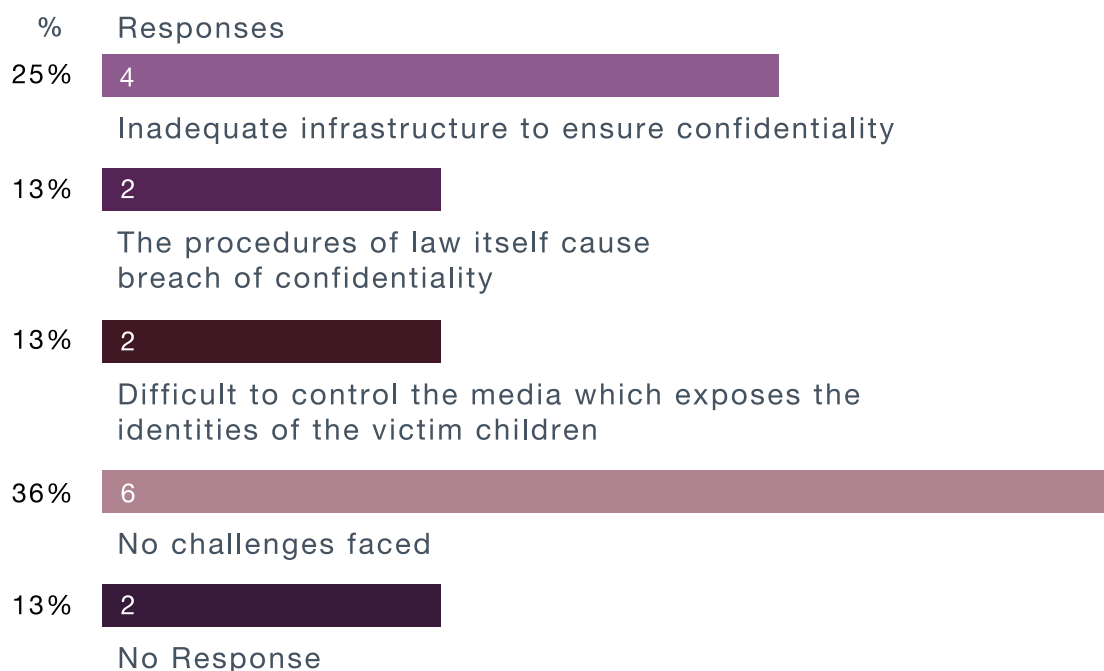 % Responses
25% 4
Inadequate infrastructure to ensure confidentiality
13% 2
The procedures of law itself cause
breach of confidentiality
13% 2
Difficult to control the media which exposes the
identities of the victim children
36% 6
No challenges faced
13% 2
No Response